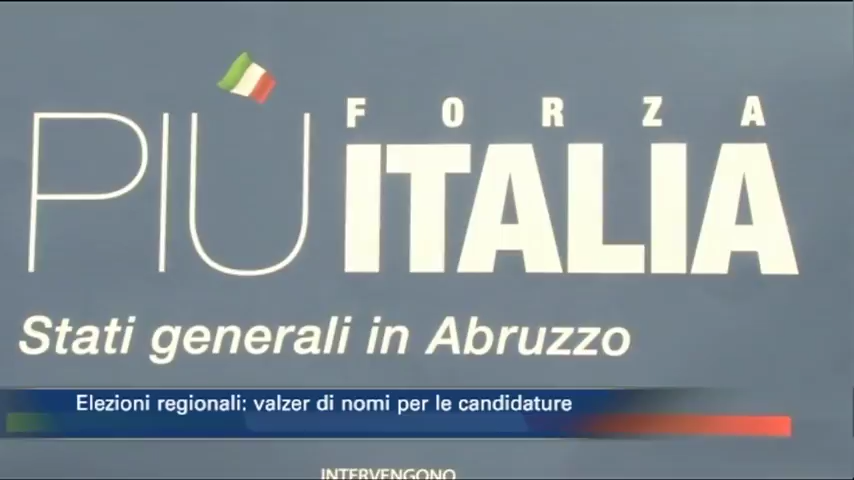 FORZA
PIÙ ITALIA
Stati generali in Abruzzo
Elezioni regionali: valzer di nomi per le candidature
INTERVENGONO